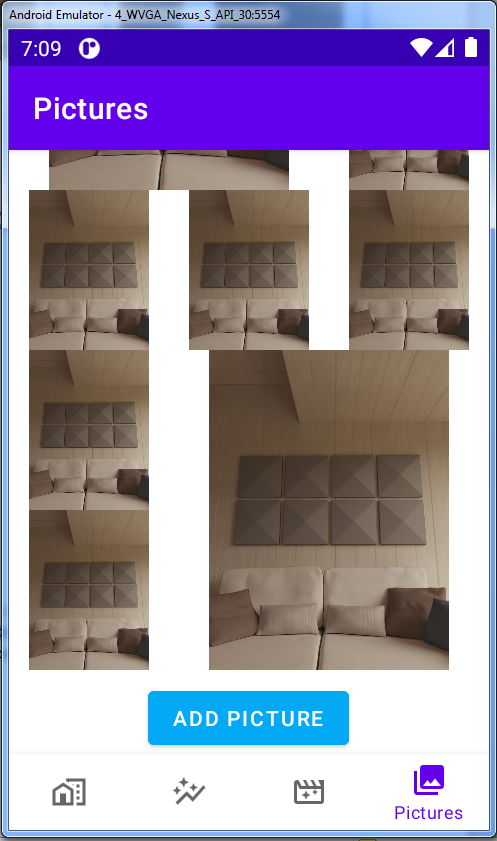 Android Emulator - 4_WVGA_Nexus_S_API_30:5554
7:09
Pictures
ADD PICTURE
Pictures